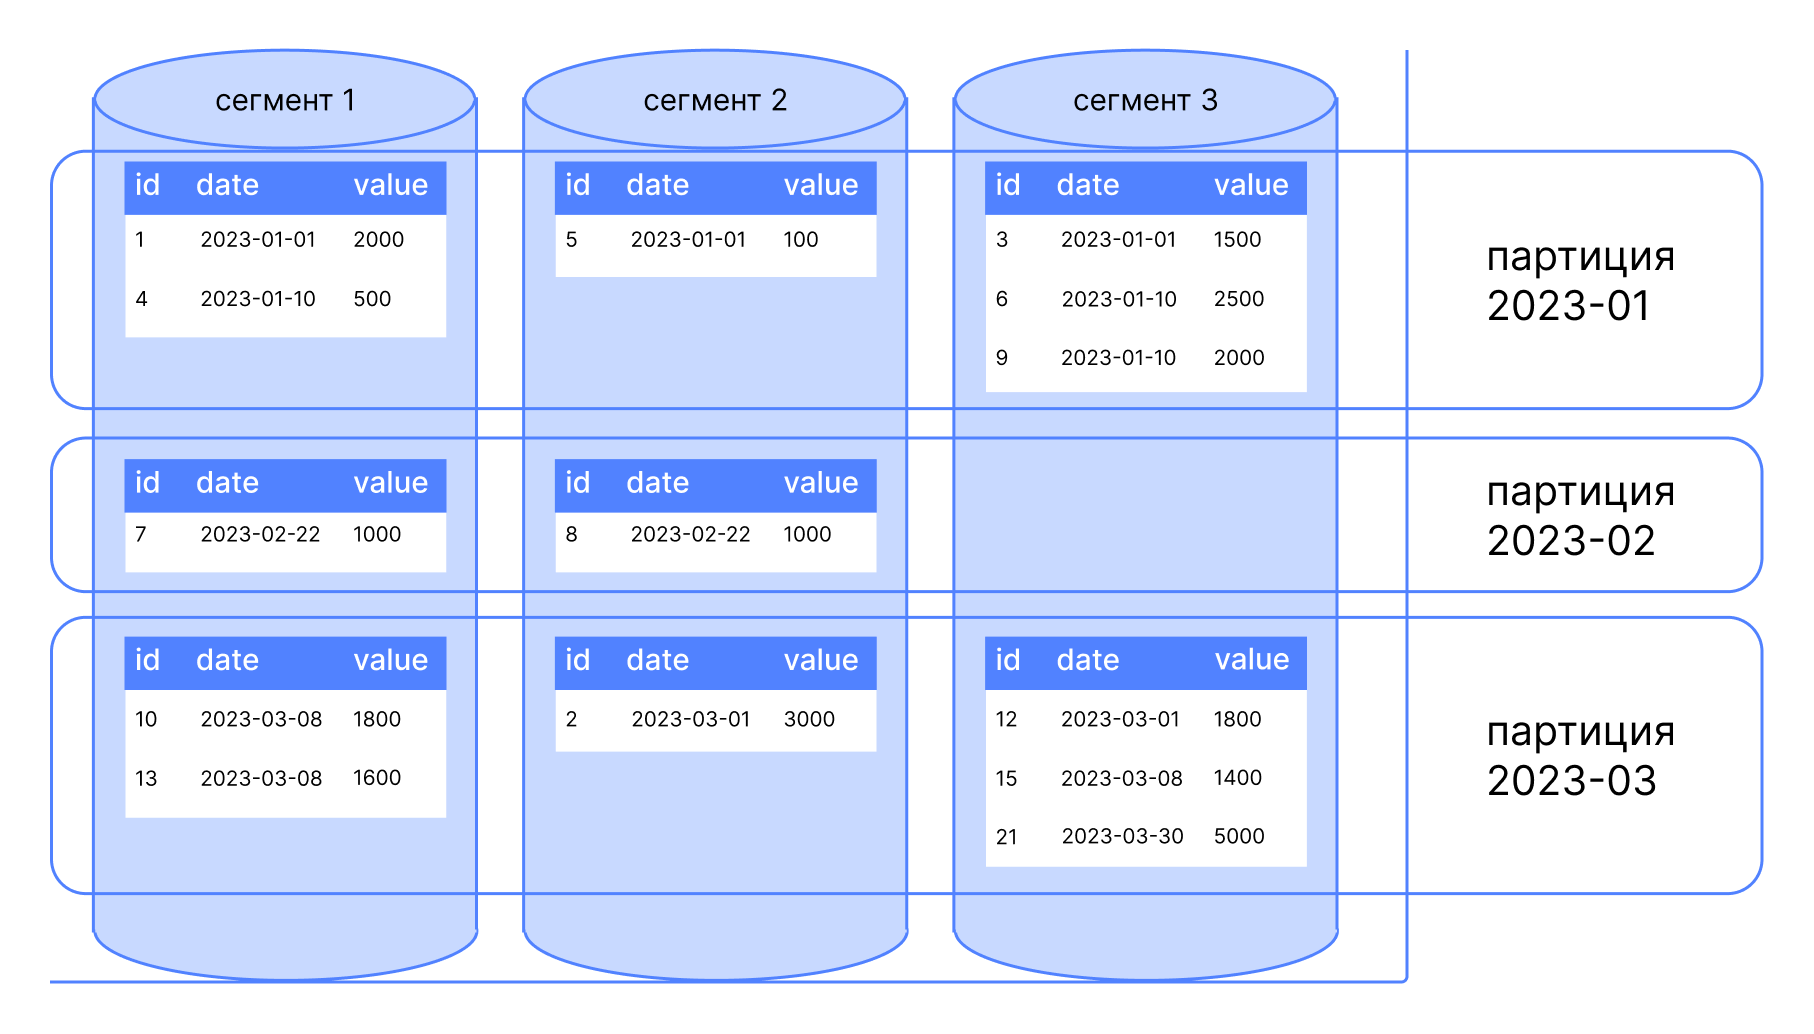 сегмент 1 сегмент 2 сегмент 3
id date value id date value id date value
1 2023-01-01 2000 5 2023-01-01 100 3 2023-01-01 1500
4 2023-01-10 500 6 2023-01-10 2500
9 2023-01-10 2000
партиция
2023-01
id date value id date value
7 2023-02-22 1000 8 2023-02-22 1000
партиция
2023-02
id date value id date value id date value
10 2023-03-08 1800 2 2023-03-01 3000 12 2023-03-01 1800
13 2023-03-08 1600 15 2023-03-08 1400
21 2023-03-30 5000
партиция
2023-03